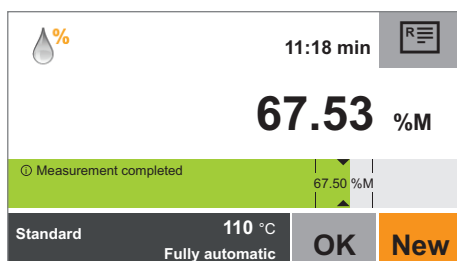 %
11:18 min
R
67.53 %M
ⓘ Measurement completed
67.50 %M
Standard
110 °C
Fully automatic
OK
New